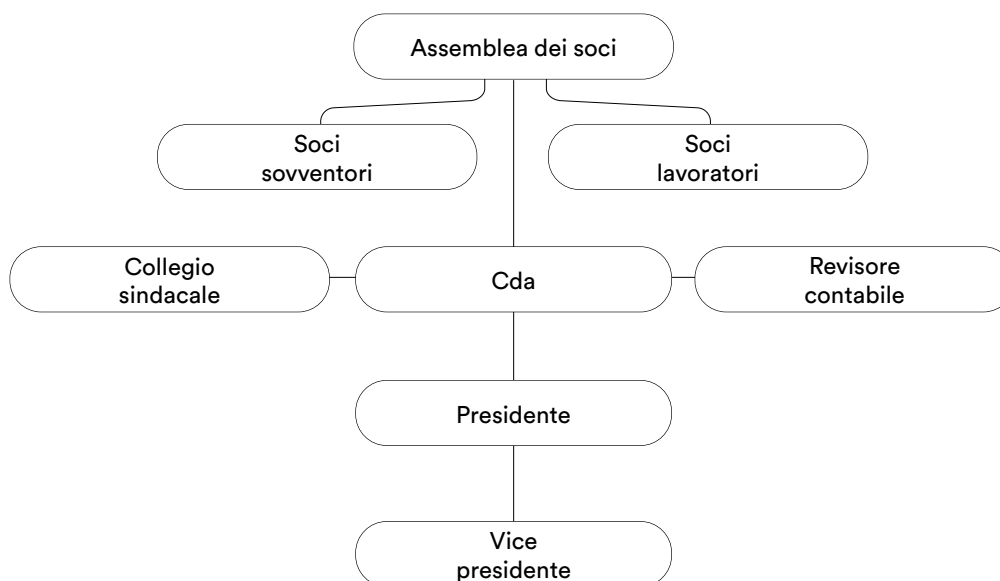 Assemblea dei soci
Soci
sovventori
Soci
lavoratori
Collegio
sindacale
Cda
Revisore
contabile
Presidente
Vice
presidente